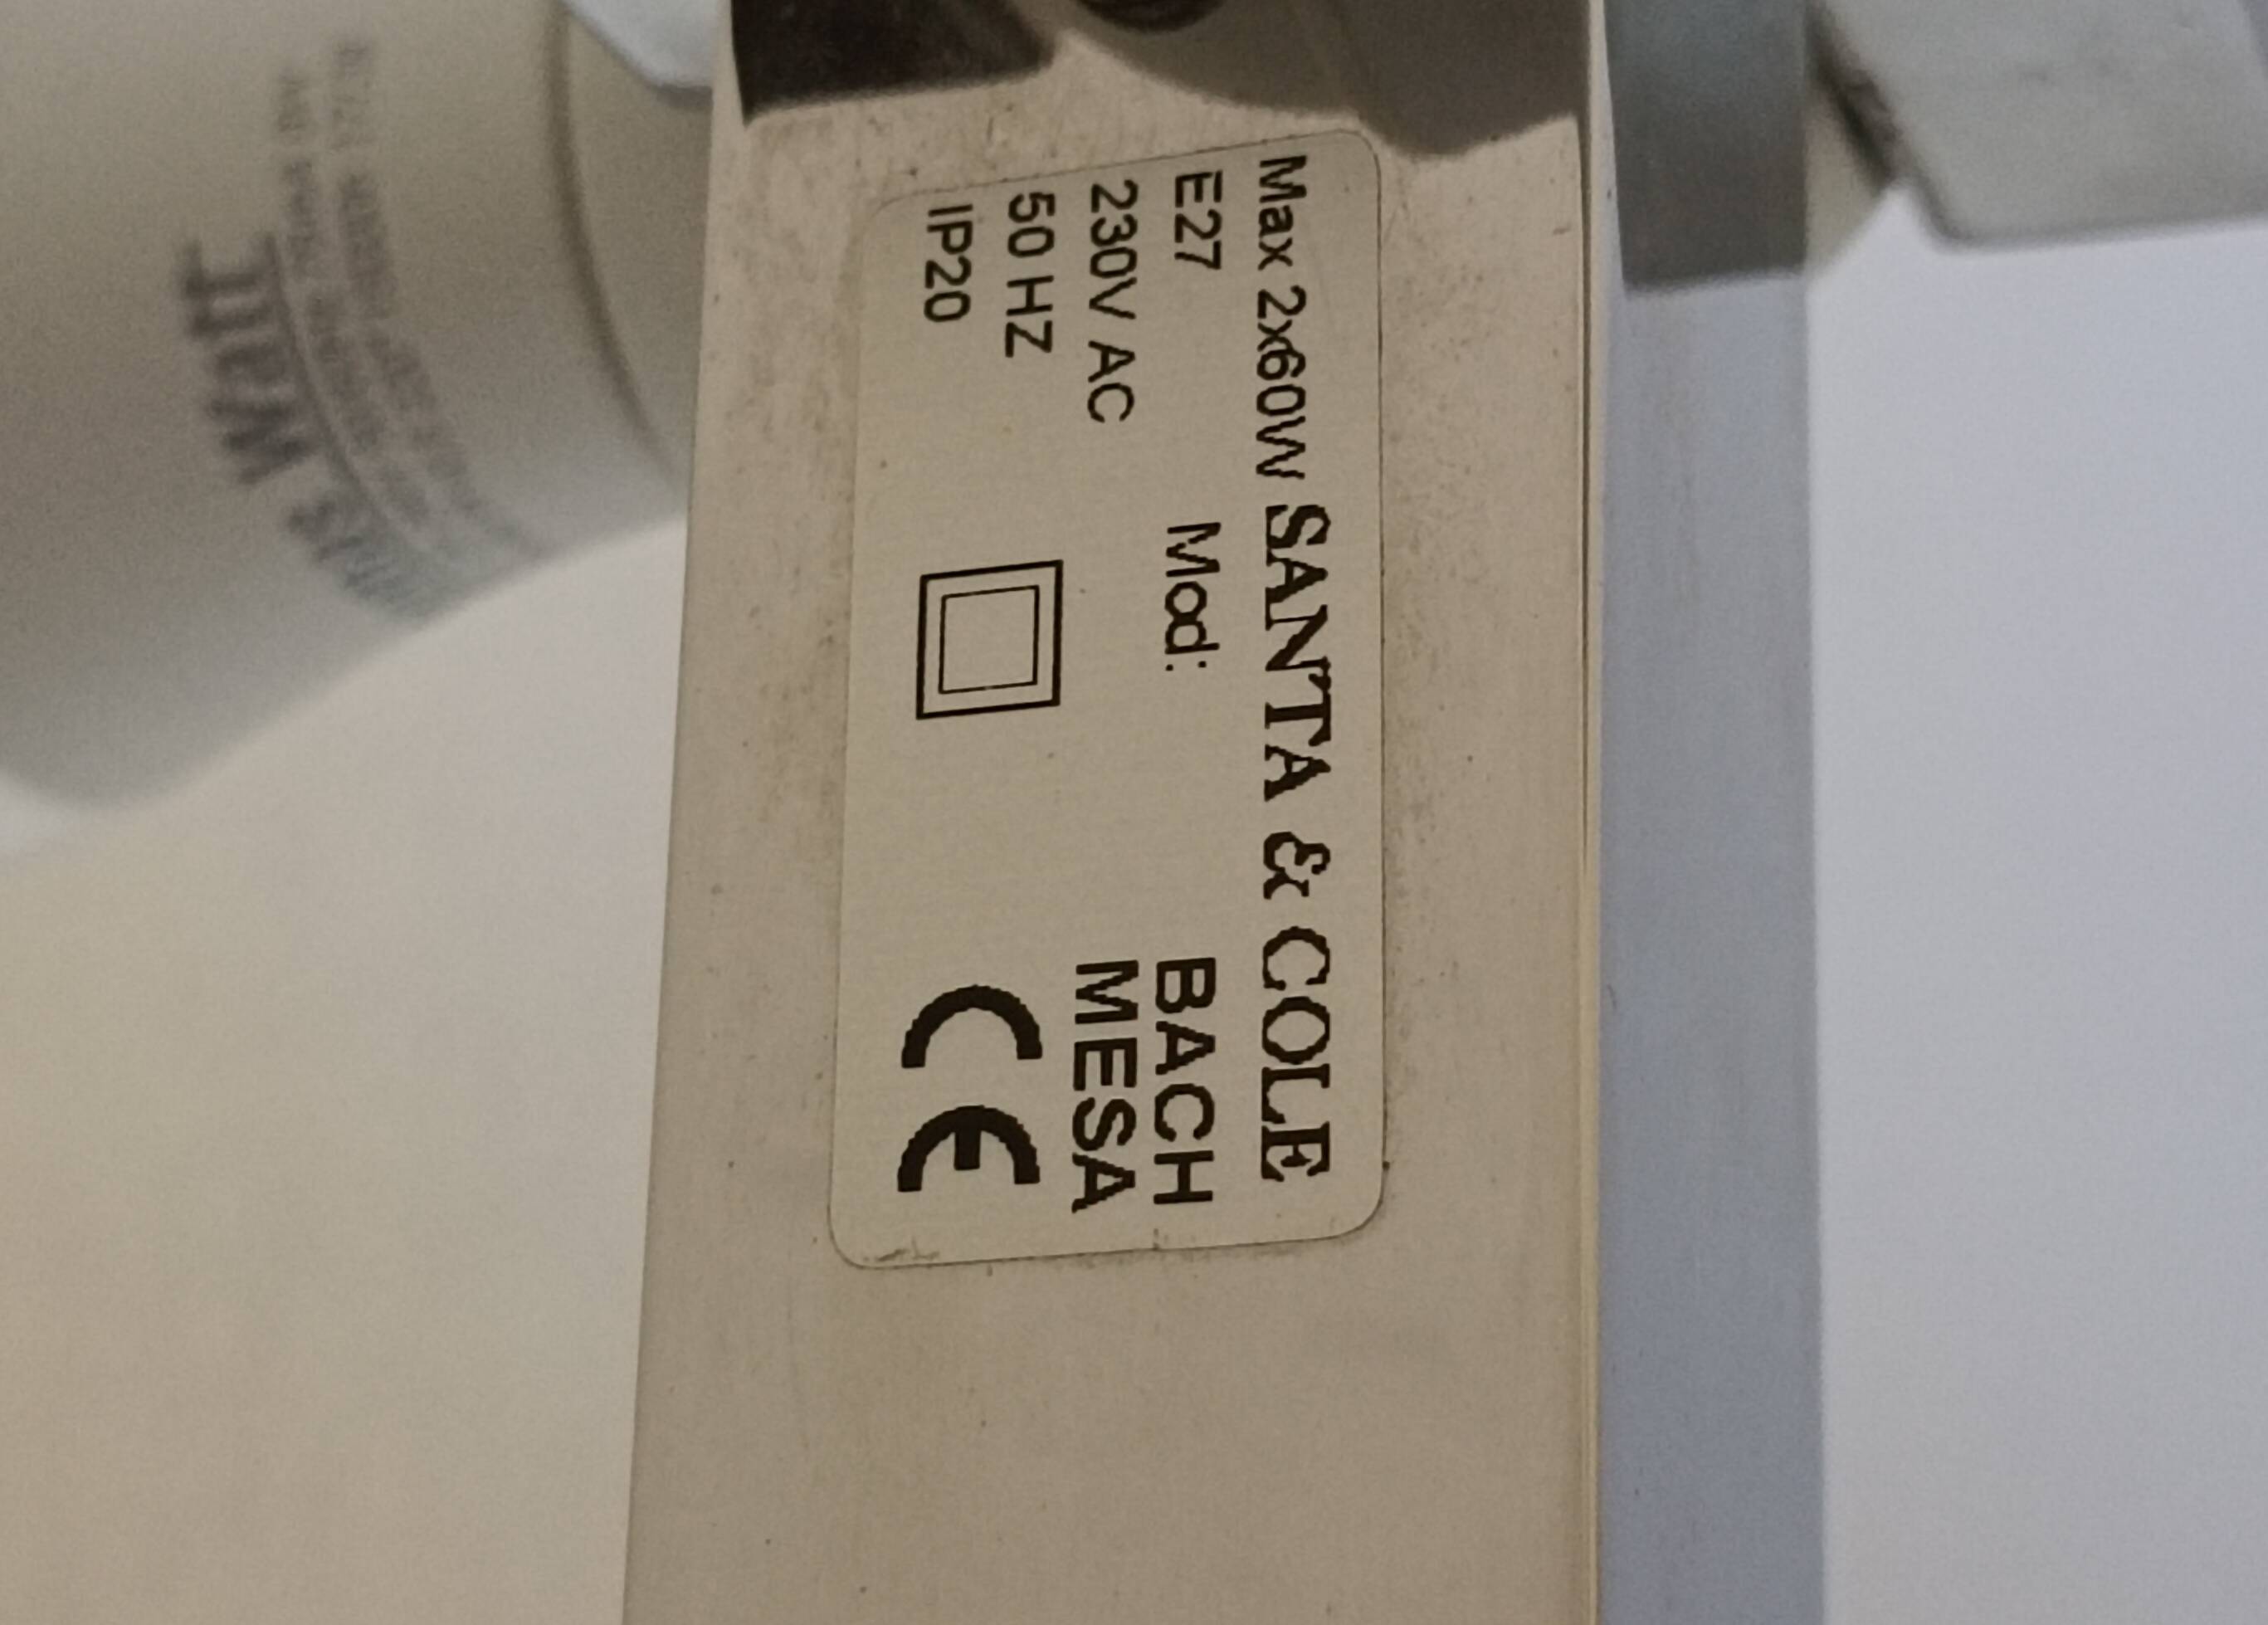 Max 2x60W SANTA & COLE
E27 Mod: BACH
230V AC MESA
50 HZ
IP20
CE